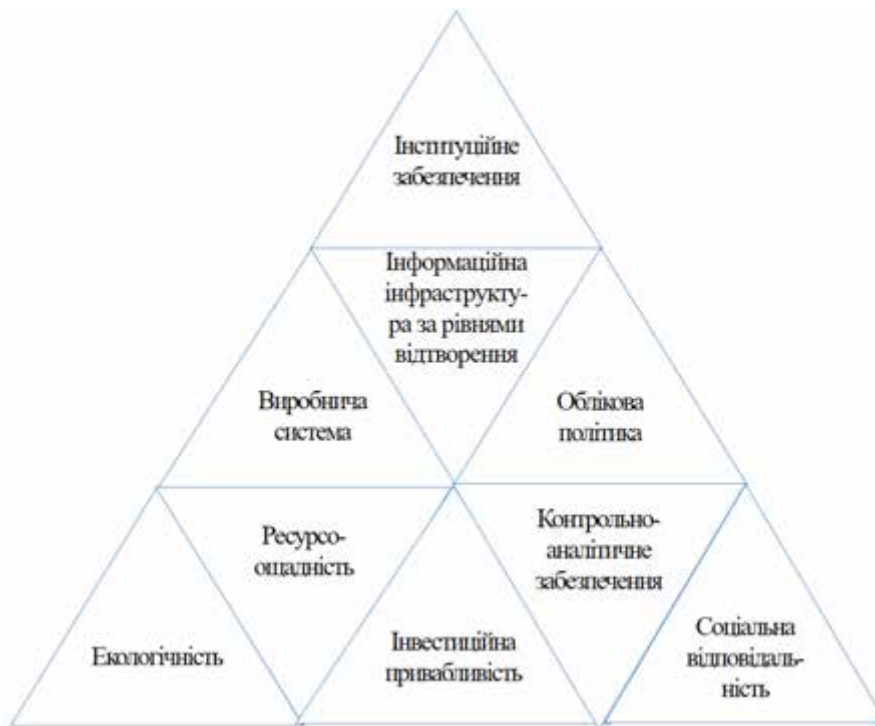 Інституційне
забезпечення
Інформаційна
інфраструкту-
ра за рівнями
відтворення
Виробнича
система
Облікова
політика
Ресурсо-
ощадність
Контрольно-
аналітичне
забезпечення
Екологічність
Інвестиційна
привабливість
Соціальна
відповідаль-
ність